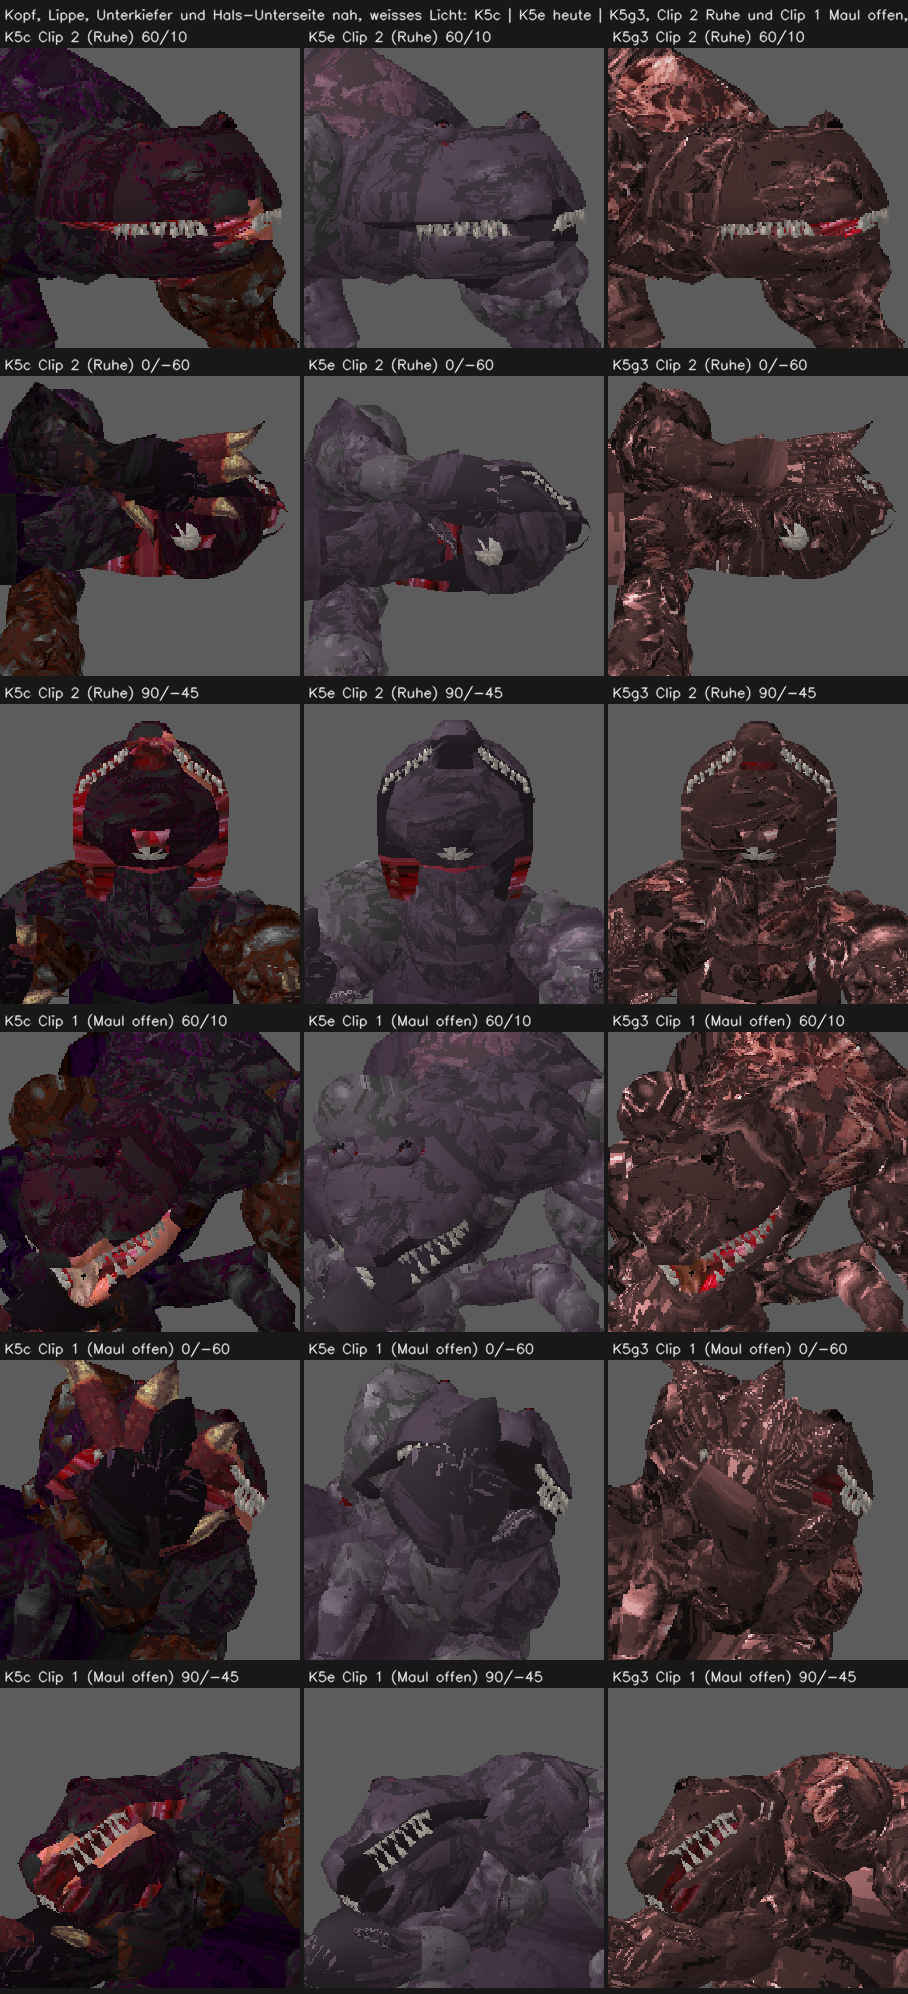 Kopf, Lippe, Unterkiefer und Hals-Unterseite nah, weisses Licht: K5c | K5e heute | K5g3, Clip 2 Ruhe und Clip 1 Maul offen,
K5c Clip 2 (Ruhe) 60/10 K5e Clip 2 (Ruhe) 60/10 K5g3 Clip 2 (Ruhe) 60/10
K5c Clip 2 (Ruhe) 0/-60 K5e Clip 2 (Ruhe) 0/-60 K5g3 Clip 2 (Ruhe) 0/-60
K5c Clip 2 (Ruhe) 90/-45 K5e Clip 2 (Ruhe) 90/-45 K5g3 Clip 2 (Ruhe) 90/-45
K5c Clip 1 (Maul offen) 60/10 K5e Clip 1 (Maul offen) 60/10 K5g3 Clip 1 (Maul offen) 60/10
K5c Clip 1 (Maul offen) 0/-60 K5e Clip 1 (Maul offen) 0/-60 K5g3 Clip 1 (Maul offen) 0/-60
K5c Clip 1 (Maul offen) 90/-45 K5e Clip 1 (Maul offen) 90/-45 K5g3 Clip 1 (Maul offen) 90/-45